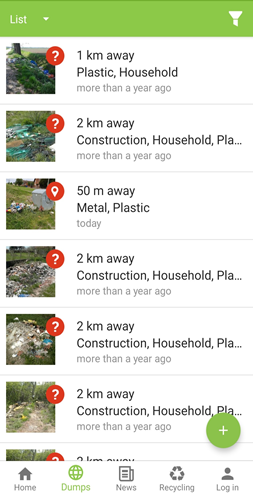 List
1 km away
Plastic, Household
more than a year ago
2 km away
Construction, Household, Pla...
more than a year ago
50 m away
Metal, Plastic
today
2 km away
Construction, Household, Pla...
more than a year ago
2 km away
Construction, Household, Pla...
more than a year ago
2 km away
Construction, Household, Pla...
more than a year ago
2 km away
Home
Dumps
News
Recycling
Log in